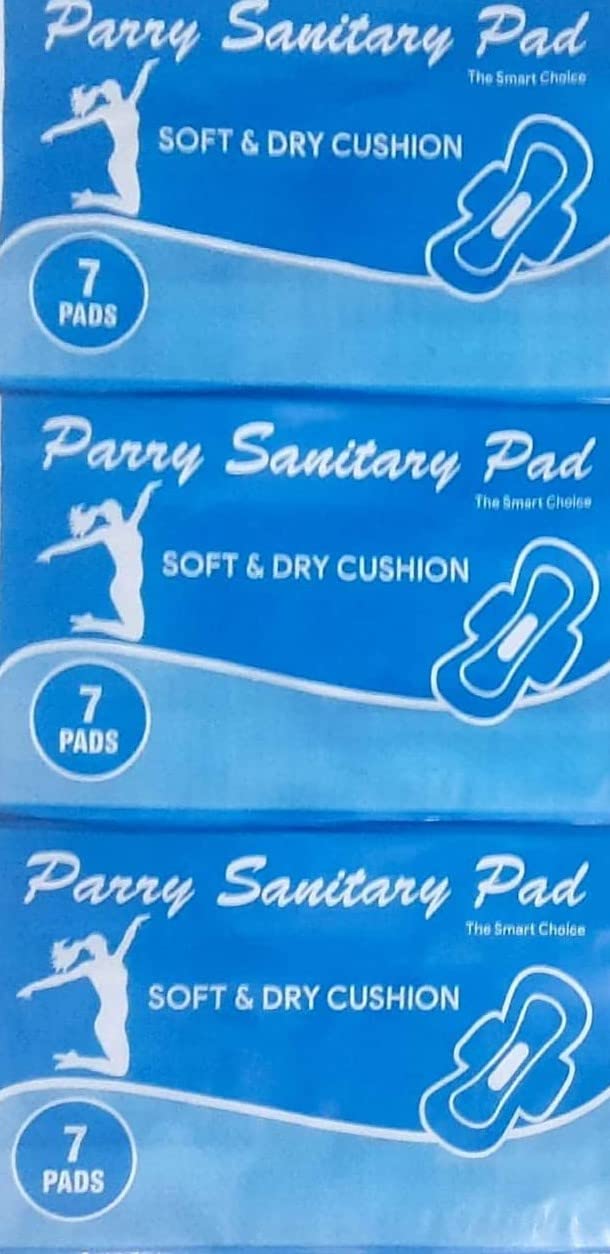 Parry Sanitary Pad
The Smart Choice
SOFT & DRY CUSHION
7
PADS
Parry Sanitary Pad
The Smart Choice
SOFT & DRY CUSHION
7
PADS
Parry Sanitary Pad
The Smart Choice
SOFT & DRY CUSHION
7
PADS